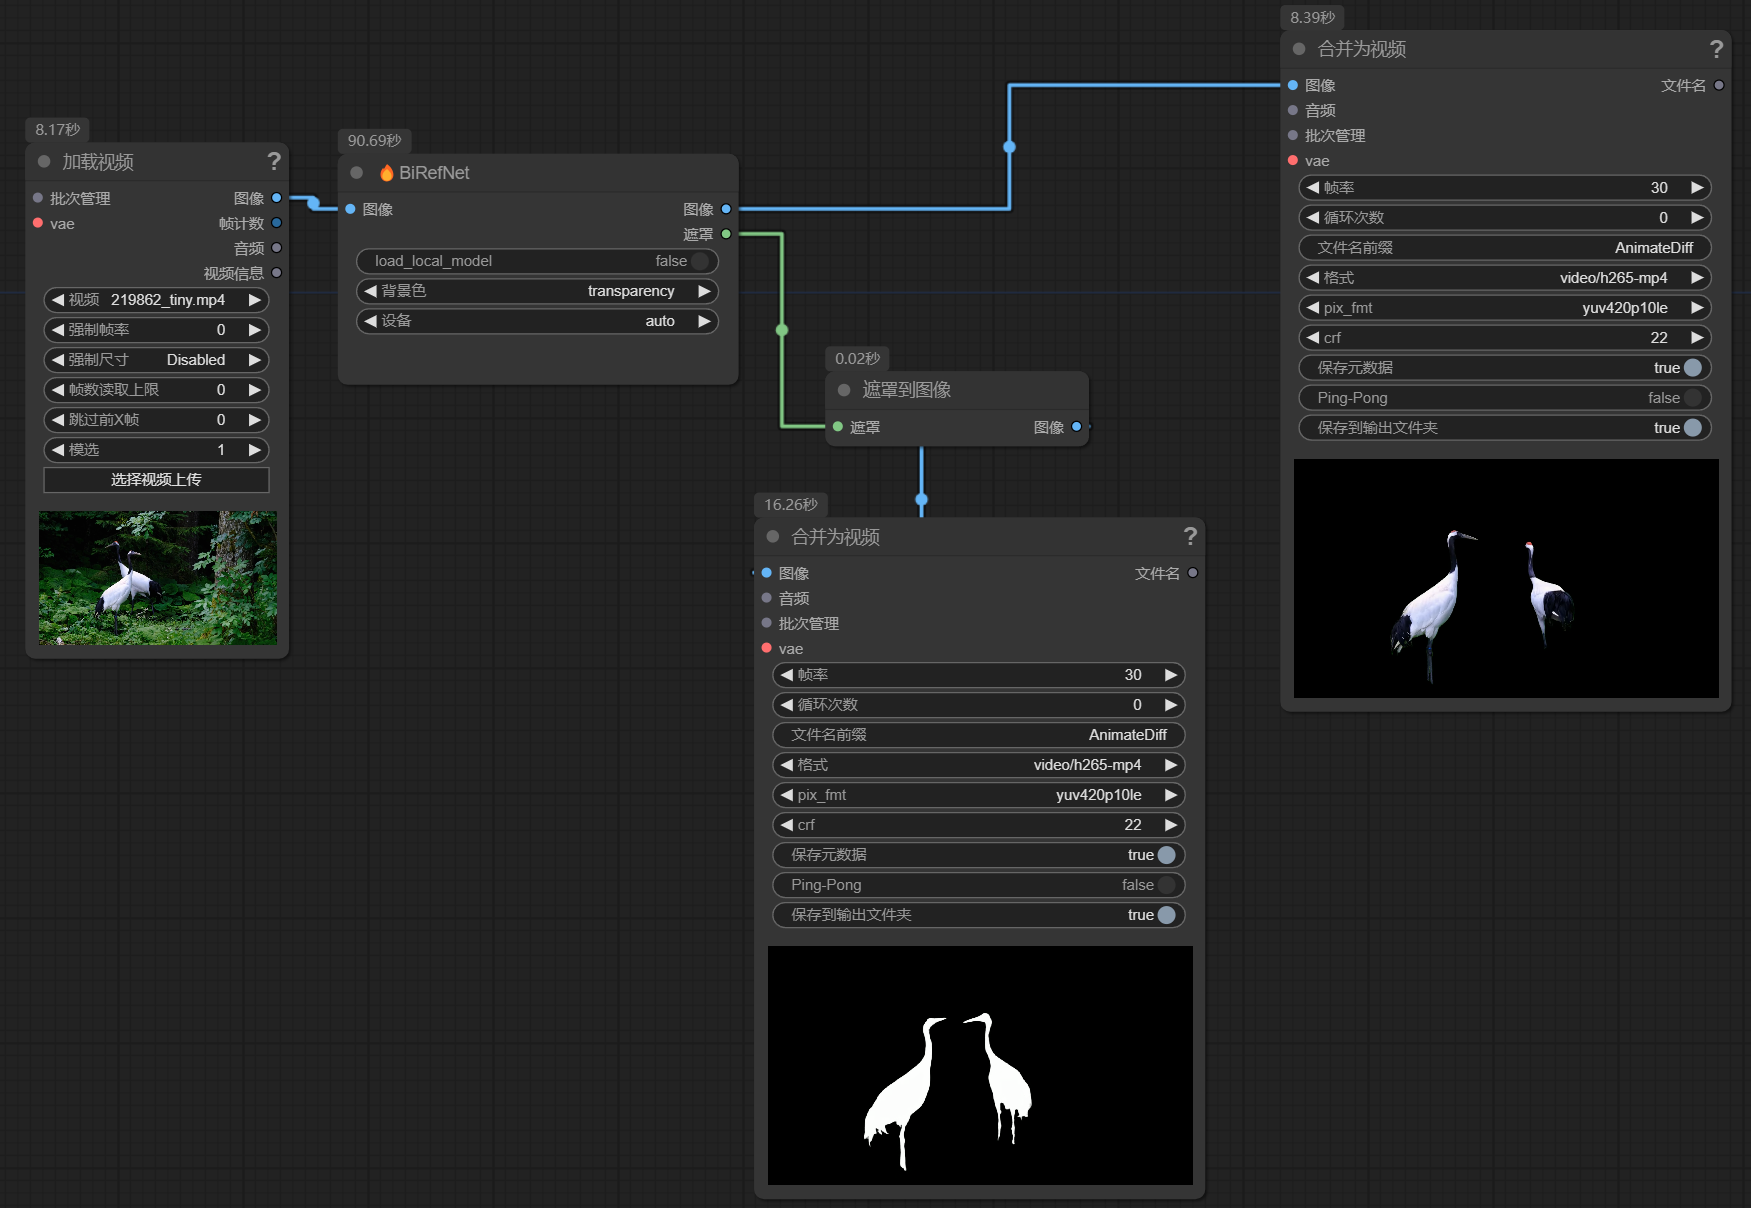 8.17秒
加载视频 ?
批次管理 图像
vae 帧计数
音频
视频信息
视频 219862_tiny.mp4
强制帧率 0
强制尺寸 Disabled
帧数读取上限 0
跳过前X帧 0
模选 1
选择视频上传
90.69秒
🔥 BiRefNet
图像 图像
遮罩
load_local_model false
背景色 transparency
设备 auto
0.02秒
遮罩到图像
遮罩 图像
16.26秒
合并为视频 ?
图像 文件名
音频
批次管理
vae
帧率 30
循环次数 0
文件名前缀 AnimateDiff
格式 video/h265-mp4
pix_fmt yuv420p10le
crf 22
保存元数据 true
Ping-Pong false
保存到输出文件夹 true
8.39秒
合并为视频 ?
图像 文件名
音频
批次管理
vae
帧率 30
循环次数 0
文件名前缀 AnimateDiff
格式 video/h265-mp4
pix_fmt yuv420p10le
crf 22
保存元数据 true
Ping-Pong false
保存到输出文件夹 true